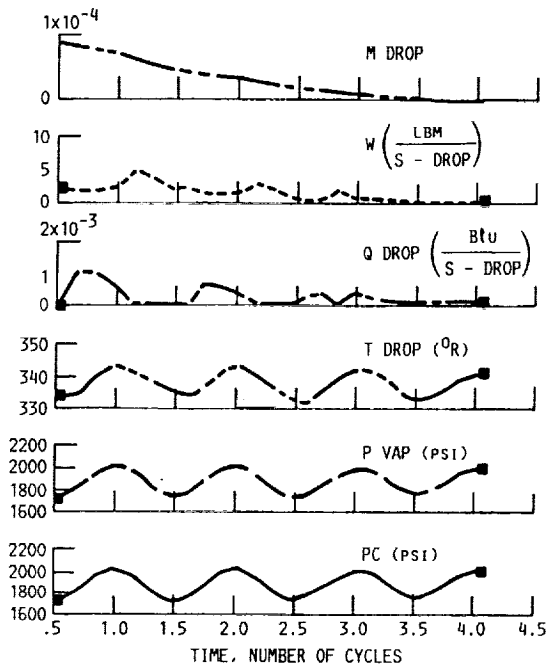 1x10-4
M DROP
0
10
W ( LBM / S - DROP )
5
0
2x10-3
Q DROP ( Btu / S - DROP )
1
0
350
T DROP (OR)
340
330
2200
P VAP (PSI)
2000
1800
1600
2200
PC (PSI)
2000
1800
1600
.5 1.0 1.5 2.0 2.5 3.0 3.5 4.0 4.5
TIME, NUMBER OF CYCLES